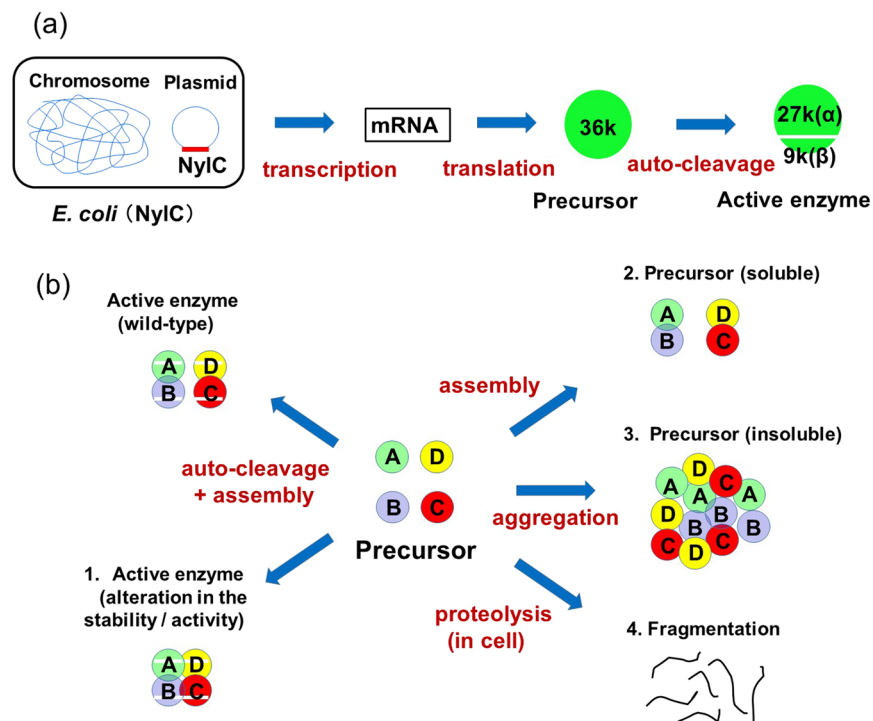 (a)
Chromosome
Plasmid
NylC
E. coli (NylC)
transcription
mRNA
translation
36k
Precursor
auto-cleavage
27k(α)
9k(β)
Active enzyme
(b)
Active enzyme
(wild-type)
A
D
B
C
auto-cleavage
+ assembly
1. Active enzyme
(alteration in the
stability / activity)
A
D
B
C
A
D
B
C
Precursor
assembly
2. Precursor (soluble)
A
D
B
C
aggregation
3. Precursor (insoluble)
D
A
C
A
A
D
B
B
B
C
D
C
proteolysis
(in cell)
4. Fragmentation